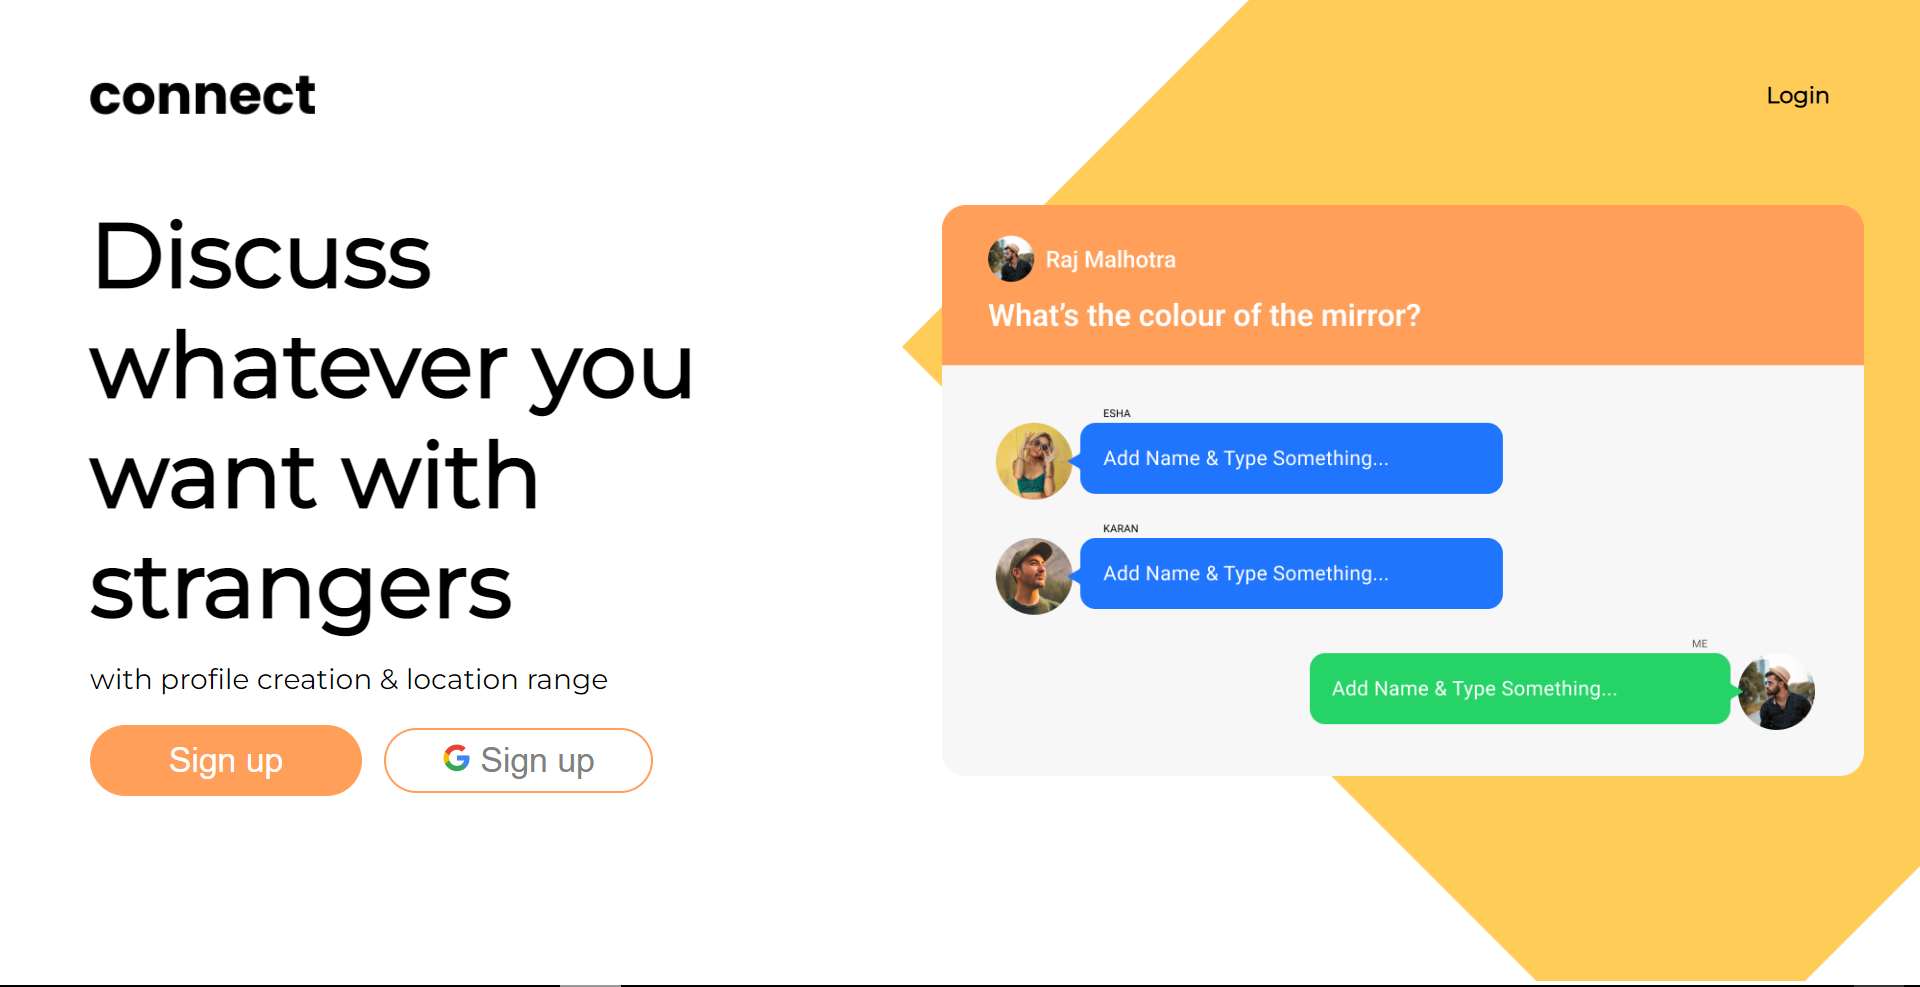 connect
Login
Discuss
whatever you
want with
strangers
with profile creation & location range
Sign up
Sign up
Raj Malhotra
What’s the colour of the mirror?
ESHA
Add Name & Type Something...
KARAN
Add Name & Type Something...
ME
Add Name & Type Something...